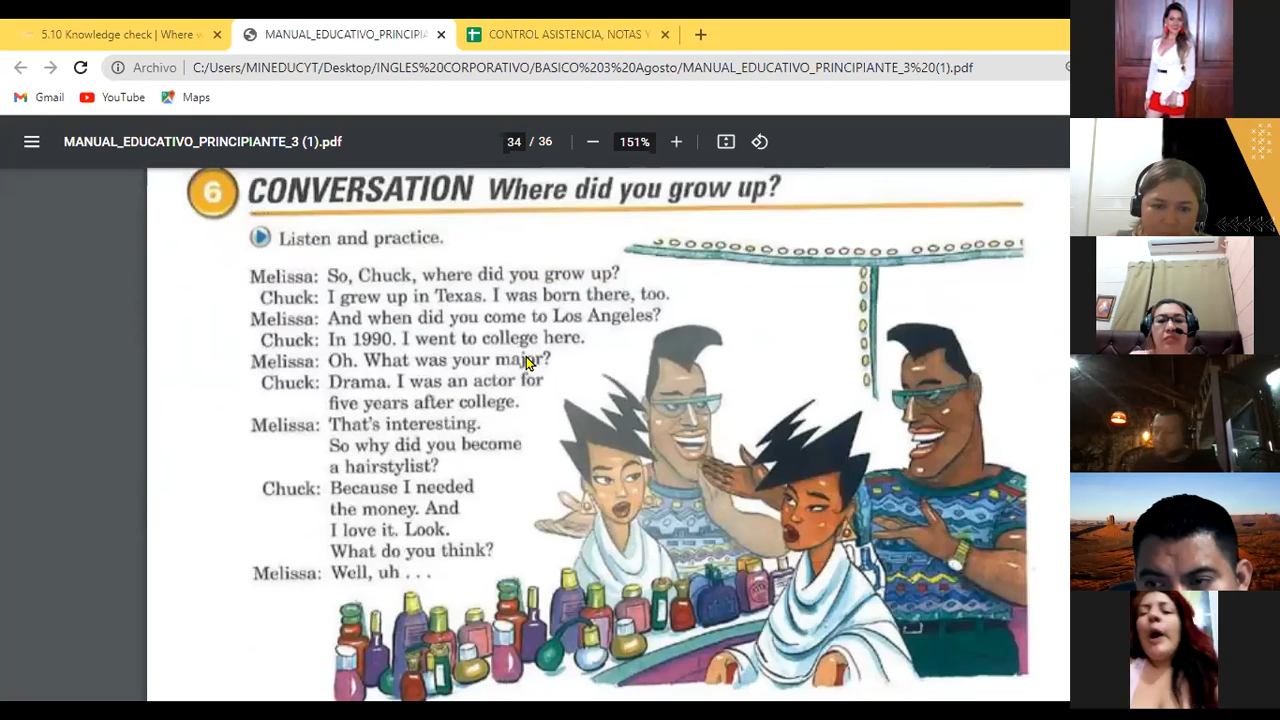 5.10 Knowledge check | Where
MANUAL_EDUCATIVO_PRINCIPIA
CONTROL ASISTENCIA, NOTAS Y
Archivo
C:/Users/MINEDUCYT/Desktop/INGLES%20CORPORATIVO/BASICO%203%20Agosto/MANUAL_EDUCATIVO_PRINCIPIANTE_3%20(1).pdf
Gmail
YouTube
Maps
MANUAL_EDUCATIVO_PRINCIPIANTE_3 (1).pdf
34 / 36
151%
6 CONVERSATION Where did you grow up?
Listen and practice.
Melissa: So, Chuck, where did you grow up?
Chuck: I grew up in Texas. I was born there, too.
Melissa: And when did you come to Los Angeles?
Chuck: In 1990. I went to college here.
Melissa: Oh. What was your major?
Chuck: Drama. I was an actor for
five years after college.
Melissa: That's interesting.
So why did you become
a hairstylist?
Chuck: Because I needed
the money. And
I love it. Look.
What do you think?
Melissa: Well, uh . . .